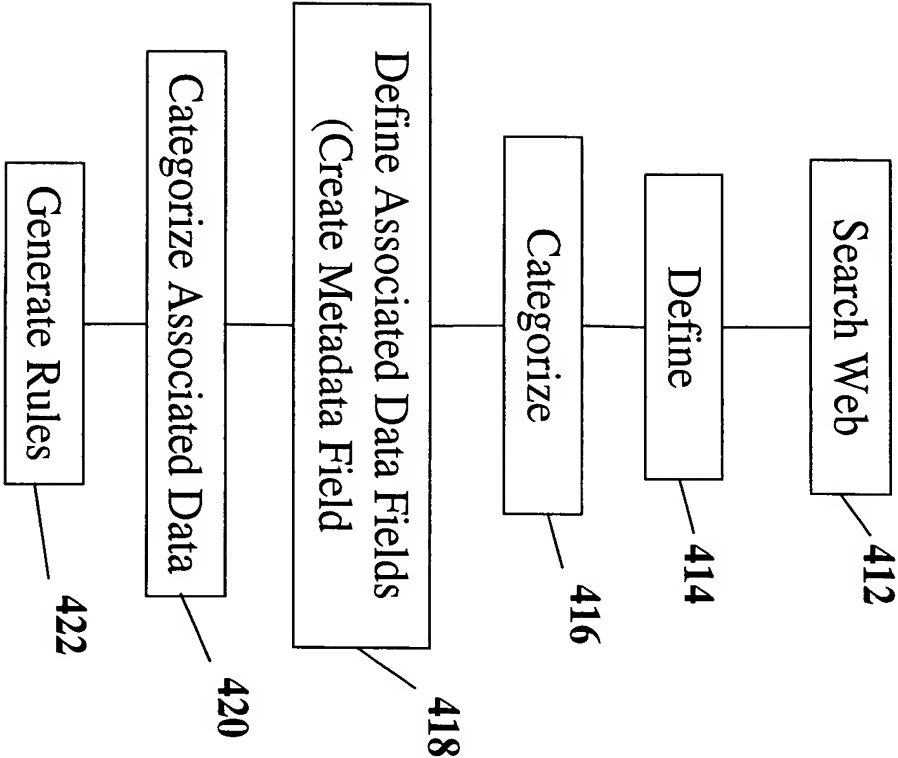 Search Web
412
Define
414
Categorize
416
Define Associated Data Fields
(Create Metadata Field
418
Categorize Associated Data
420
Generate Rules
422